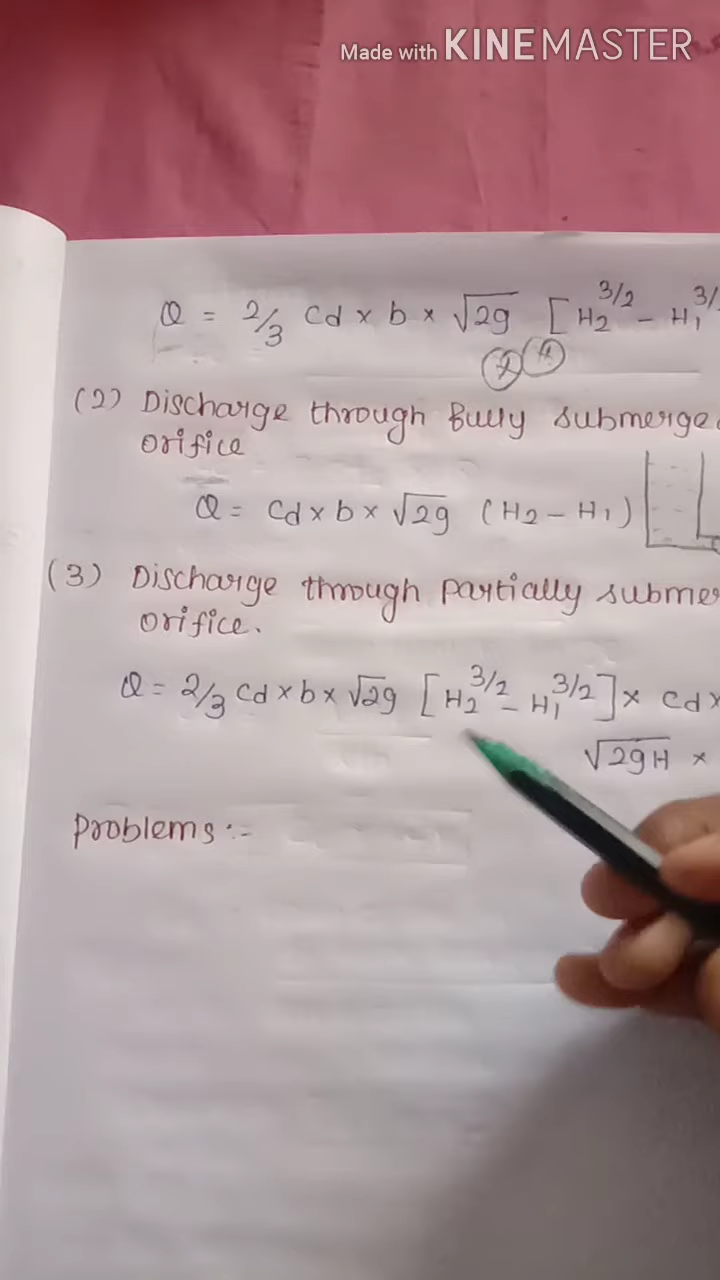 Made with KINEMASTER
Q = 2/3 Cd × b × √2g [H₂^3/2 - H₁^3/
(2) Discharge through fully submerge
orifice
Q = Cd × b × √2g (H₂ - H₁)
(3) Discharge through partially submer
orifice.
Q = 2/3 Cd × b × √2g [H₂^3/2 - H₁^3/2] × Cd ×
√2gH ×
Problems :-